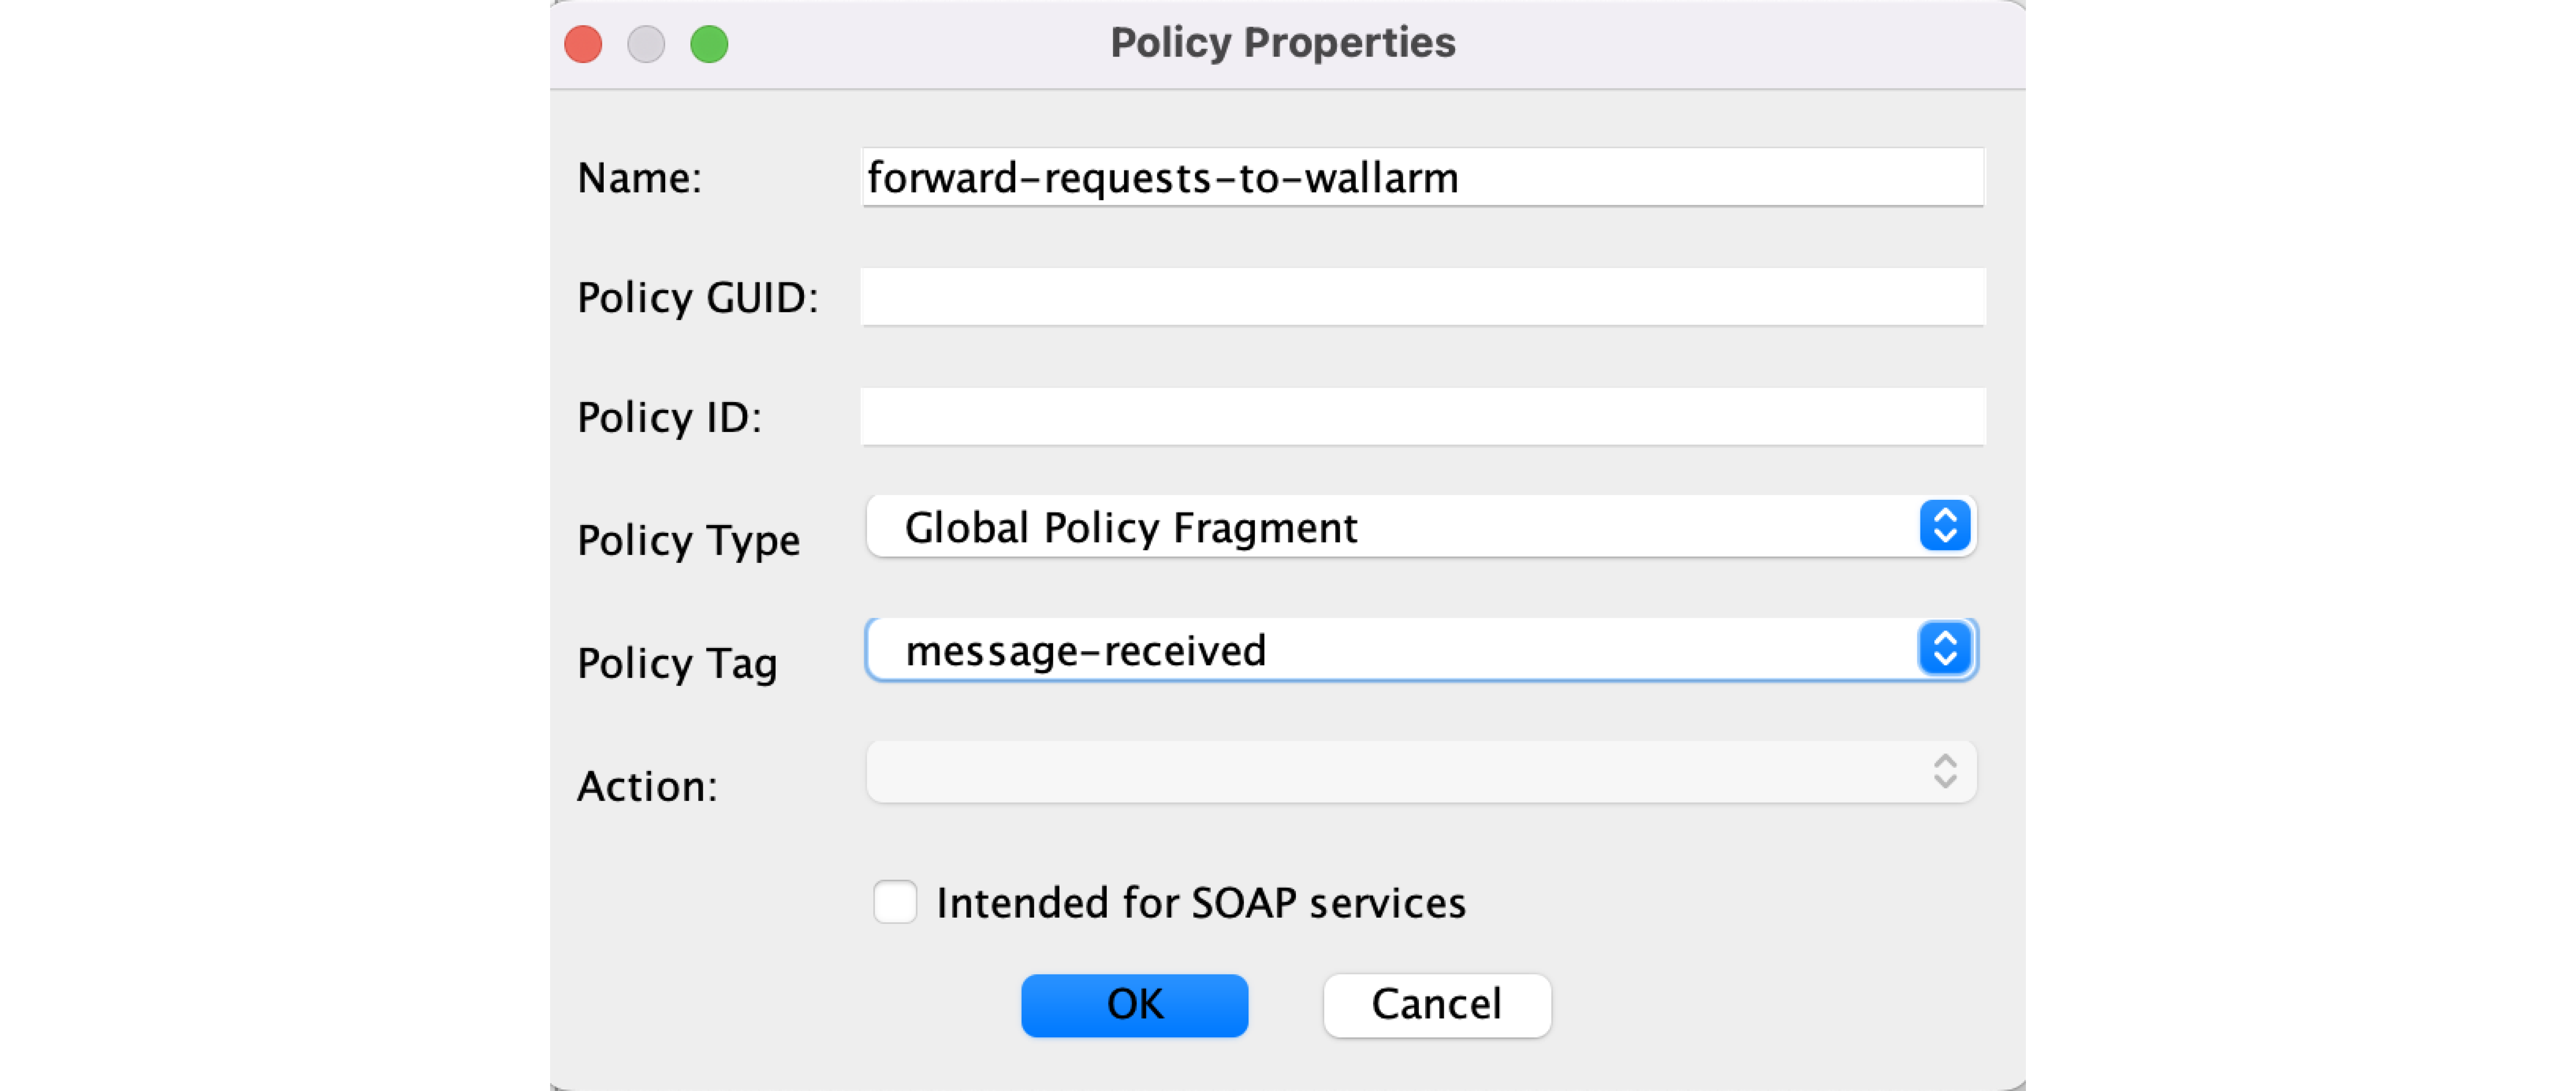 Policy Properties
Name: forward-requests-to-wallarm
Policy GUID:
Policy ID:
Policy Type Global Policy Fragment
Policy Tag message-received
Action:
Intended for SOAP services
OK Cancel